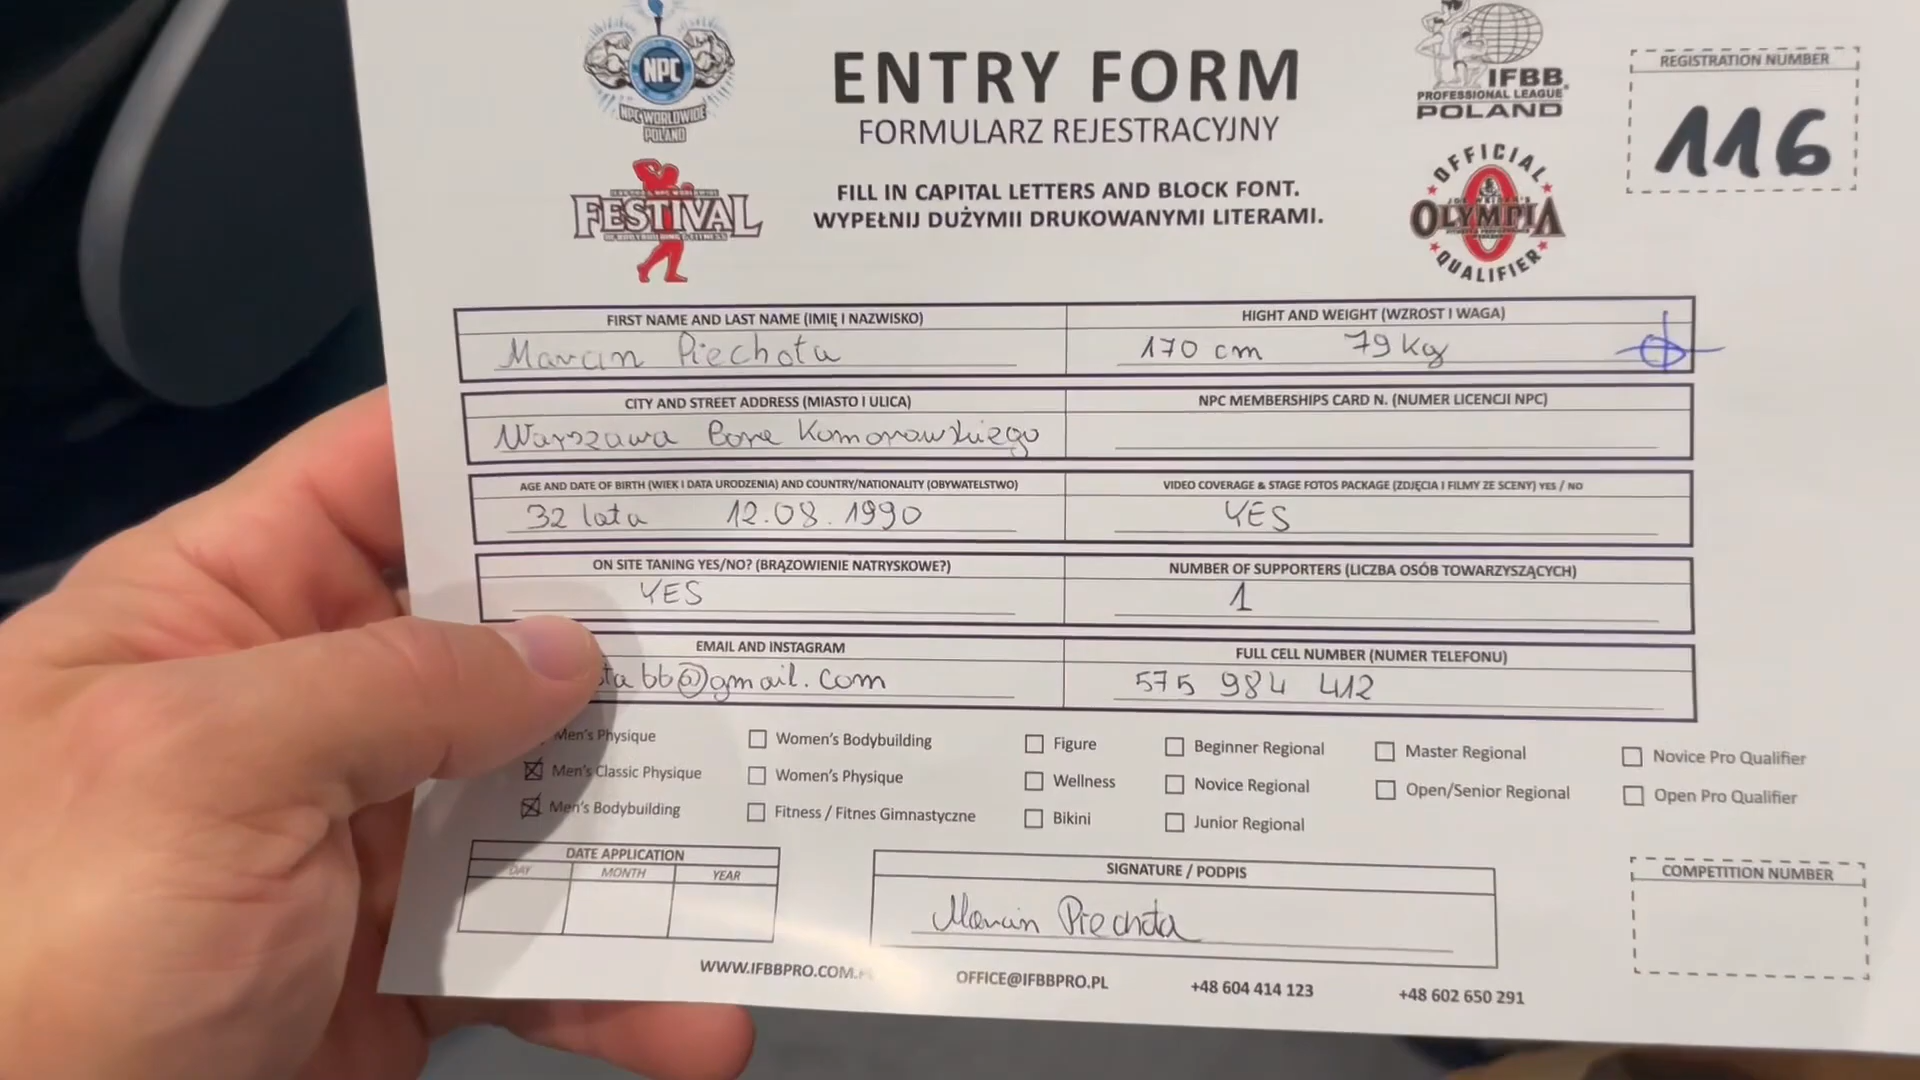 NPC
NPC WORLDWIDE
POLAND
ENTRY FORM
FORMULARZ REJESTRACYJNY
IFBB
PROFESSIONAL LEAGUE
POLAND
REGISTRATION NUMBER
116
FESTIVAL
FILL IN CAPITAL LETTERS AND BLOCK FONT.
WYPEŁNIJ DUŻYMII DRUKOWANYMI LITERAMI.
OFFICIAL
OLYMPIA
QUALIFIER
FIRST NAME AND LAST NAME (IMIĘ I NAZWISKO)
HIGHT AND WEIGHT (WZROST I WAGA)
Marcin Piechota
170 cm 79 kg
CITY AND STREET ADDRESS (MIASTO I ULICA)
NPC MEMBERSHIPS CARD N. (NUMER LICENCJI NPC)
Warszawa Bora Komorowskiego
AGE AND DATE OF BIRTH (WIEK I DATA URODZENIA) AND COUNTRY/NATIONALITY (OBYWATELSTWO)
VIDEO COVERAGE & STAGE FOTOS PACKAGE (ZDJĘCIA I FILMY ZE SCENY) YES / NO
32 lata 12.08.1990
YES
ON SITE TANING YES/NO? (BRĄZOWIENIE NATRYSKOWE?)
NUMBER OF SUPPORTERS (LICZBA OSÓB TOWARZYSZĄCYCH)
YES
1
EMAIL AND INSTAGRAM
FULL CELL NUMBER (NUMER TELEFONU)
ta bb@gmail.com
575 984 412
Men's Physique
Women's Bodybuilding
Figure
Beginner Regional
Master Regional
Novice Pro Qualifier
Men's Classic Physique
Women's Physique
Wellness
Novice Regional
Open/Senior Regional
Open Pro Qualifier
Men's Bodybuilding
Fitness / Fitnes Gimnastyczne
Bikini
Junior Regional
DATE APPLICATION
DAY MONTH YEAR
SIGNATURE / PODPIS
Marcin Piechota
COMPETITION NUMBER
WWW.IFBBPRO.COM.P
OFFICE@IFBBPRO.PL
+48 604 414 123
+48 602 650 291